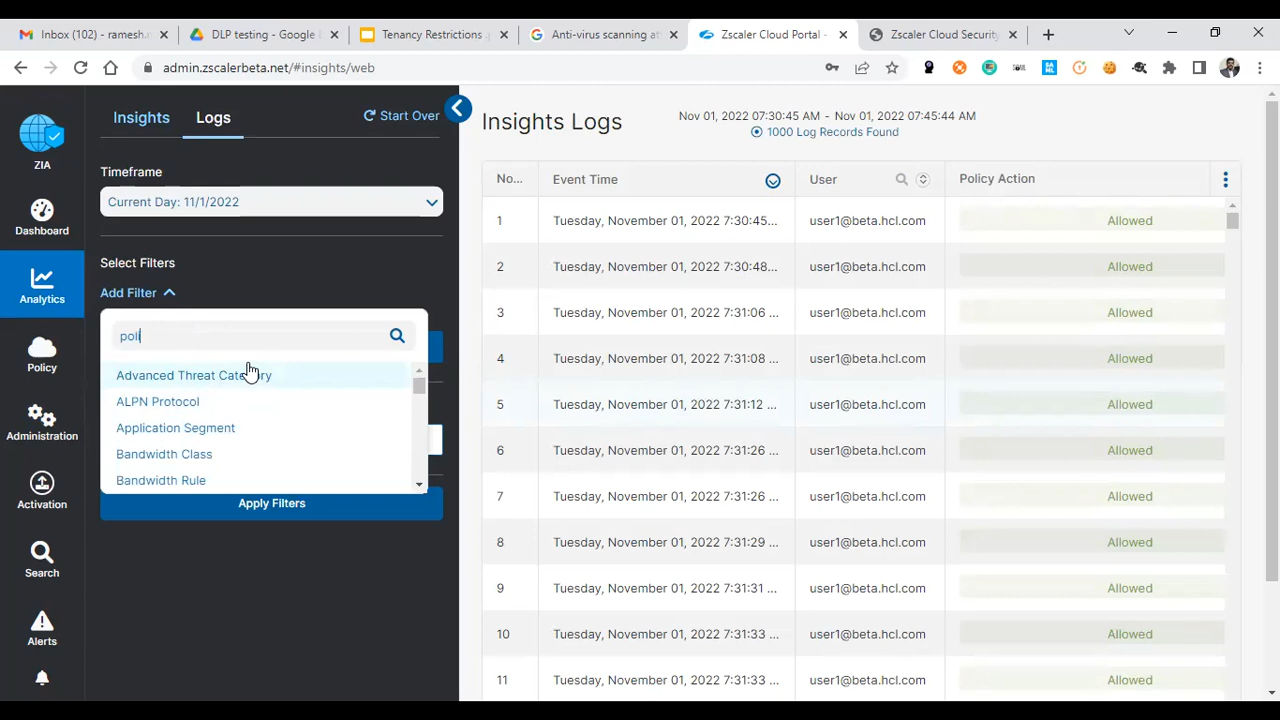 Inbox (102) - ramesh.r
DLP testing - Google
Tenancy Restrictions
Anti-virus scanning at
Zscaler Cloud Portal -
Zscaler Cloud Security
admin.zscalerbeta.net/#insights/web
ZIA
Dashboard
Analytics
Policy
Administration
Activation
Search
Alerts
Insights
Logs
Start Over
Timeframe
Current Day: 11/1/2022
Select Filters
Add Filter
poli
Advanced Threat Category
ALPN Protocol
Application Segment
Bandwidth Class
Bandwidth Rule
Apply Filters
Insights Logs
Nov 01, 2022 07:30:45 AM - Nov 01, 2022 07:45:44 AM
1000 Log Records Found
No... Event Time User Policy Action
1 Tuesday, November 01, 2022 7:30:45... user1@beta.hcl.com Allowed
2 Tuesday, November 01, 2022 7:30:48... user1@beta.hcl.com Allowed
3 Tuesday, November 01, 2022 7:31:06 ... user1@beta.hcl.com Allowed
4 Tuesday, November 01, 2022 7:31:08 ... user1@beta.hcl.com Allowed
5 Tuesday, November 01, 2022 7:31:12 ... user1@beta.hcl.com Allowed
6 Tuesday, November 01, 2022 7:31:26 ... user1@beta.hcl.com Allowed
7 Tuesday, November 01, 2022 7:31:26 ... user1@beta.hcl.com Allowed
8 Tuesday, November 01, 2022 7:31:29 ... user1@beta.hcl.com Allowed
9 Tuesday, November 01, 2022 7:31:31 ... user1@beta.hcl.com Allowed
10 Tuesday, November 01, 2022 7:31:33 ... user1@beta.hcl.com Allowed
11 Tuesday, November 01, 2022 7:31:33 ... user1@beta.hcl.com Allowed